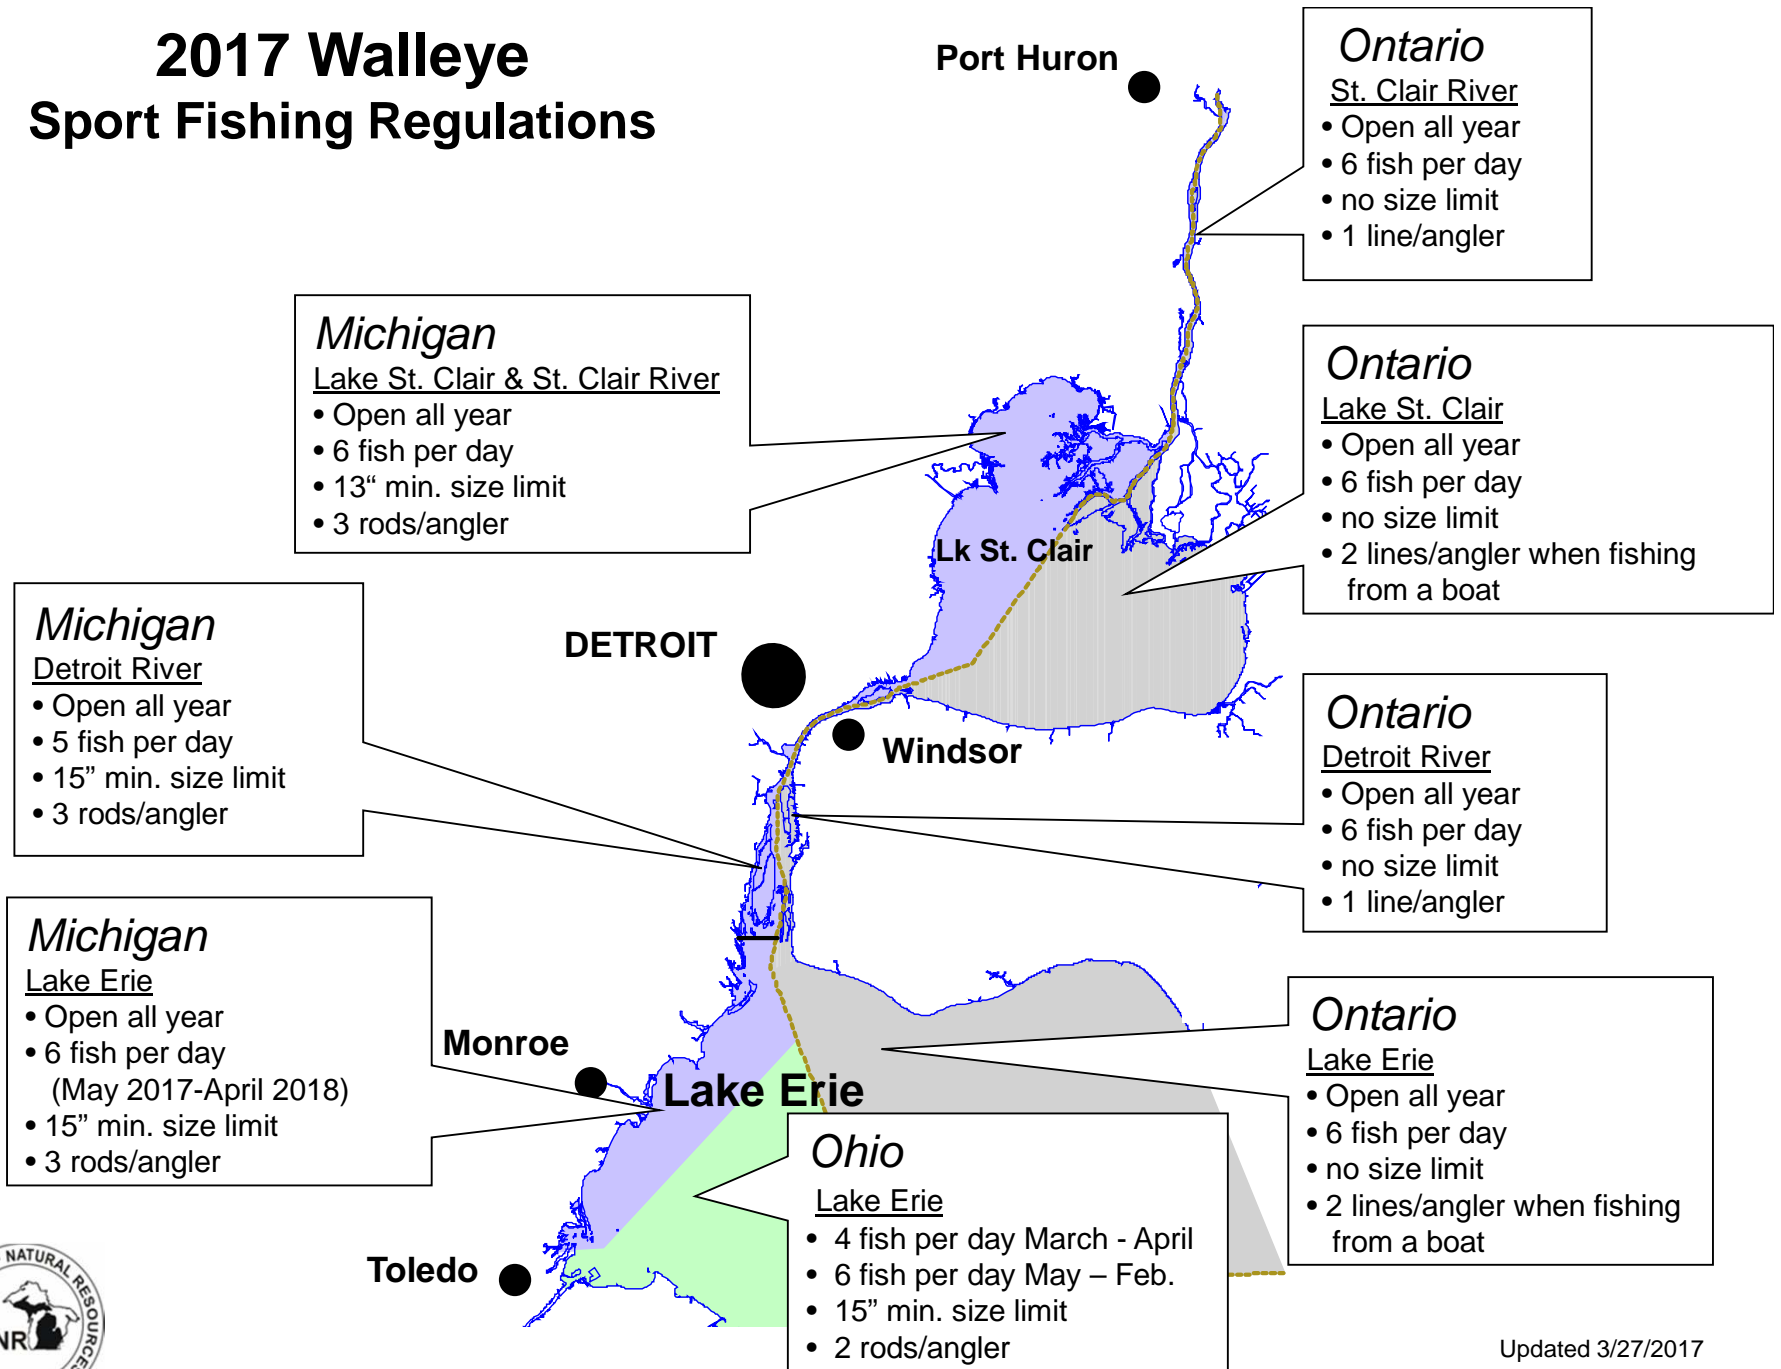 2017 Walleye
Sport Fishing Regulations
Port Huron
Ontario
St. Clair River
• Open all year
• 6 fish per day
• no size limit
• 1 line/angler
Michigan
Lake St. Clair & St. Clair River
• Open all year
• 6 fish per day
• 13“ min. size limit
• 3 rods/angler
Ontario
Lake St. Clair
• Open all year
• 6 fish per day
• no size limit
• 2 lines/angler when fishing
from a boat
Lk St. Clair
Michigan
Detroit River
• Open all year
• 5 fish per day
• 15” min. size limit
• 3 rods/angler
DETROIT
Windsor
Ontario
Detroit River
• Open all year
• 6 fish per day
• no size limit
• 1 line/angler
Michigan
Lake Erie
• Open all year
• 6 fish per day
(May 2017-April 2018)
• 15” min. size limit
• 3 rods/angler
Monroe
Lake Erie
Ontario
Lake Erie
• Open all year
• 6 fish per day
• no size limit
• 2 lines/angler when fishing
from a boat
Ohio
Lake Erie
• 4 fish per day March - April
• 6 fish per day May – Feb.
• 15” min. size limit
• 2 rods/angler
Toledo
NATURAL RESOURCES
NR
Updated 3/27/2017